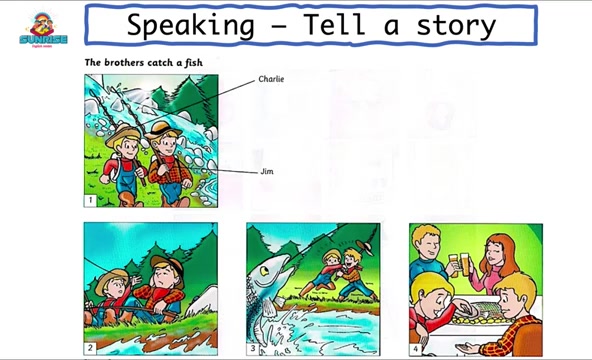 SUNRISE
Speaking – Tell a story
The brothers catch a fish
Charlie
Jim
1
2
3
4